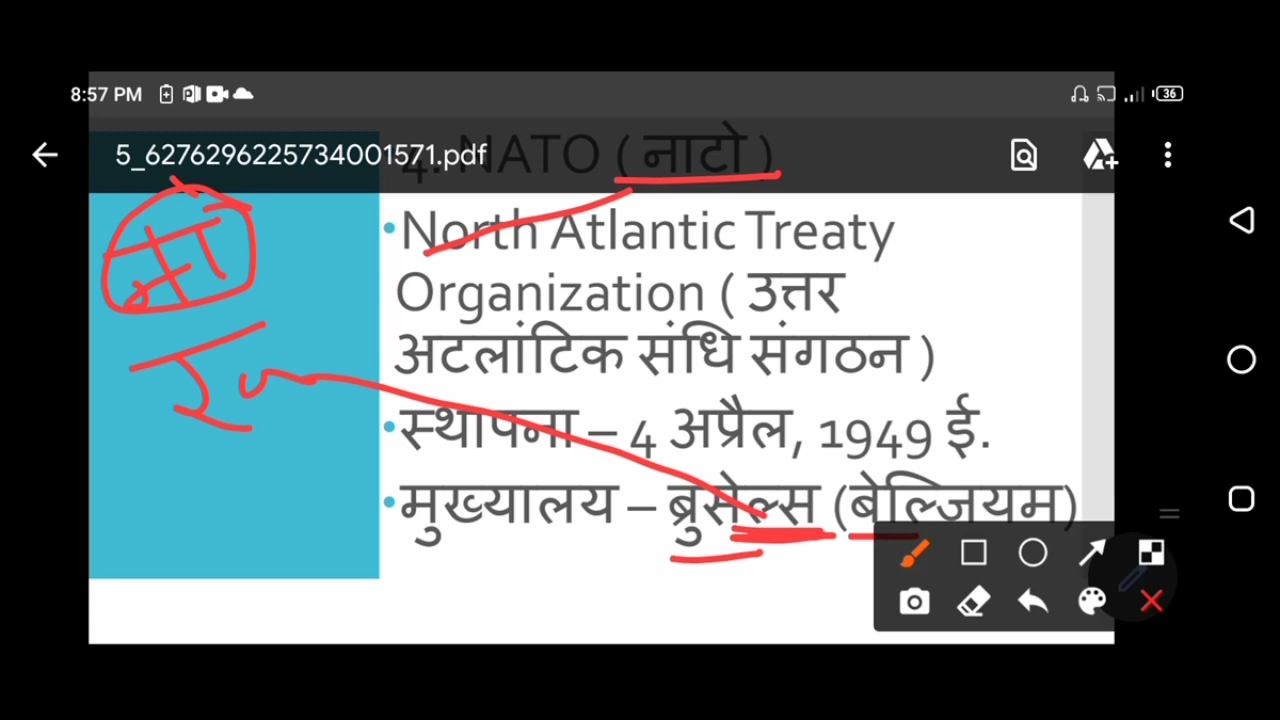 8:57 PM
36
5_6276296225734001571.pdf
4. NATO ( नाटो )
North Atlantic Treaty
Organization ( उत्तर
अटलांटिक संधि संगठन )
स्थापना – 4 अप्रैल, 1949 ई.
मुख्यालय – ब्रुसेल्स (बेल्जियम)